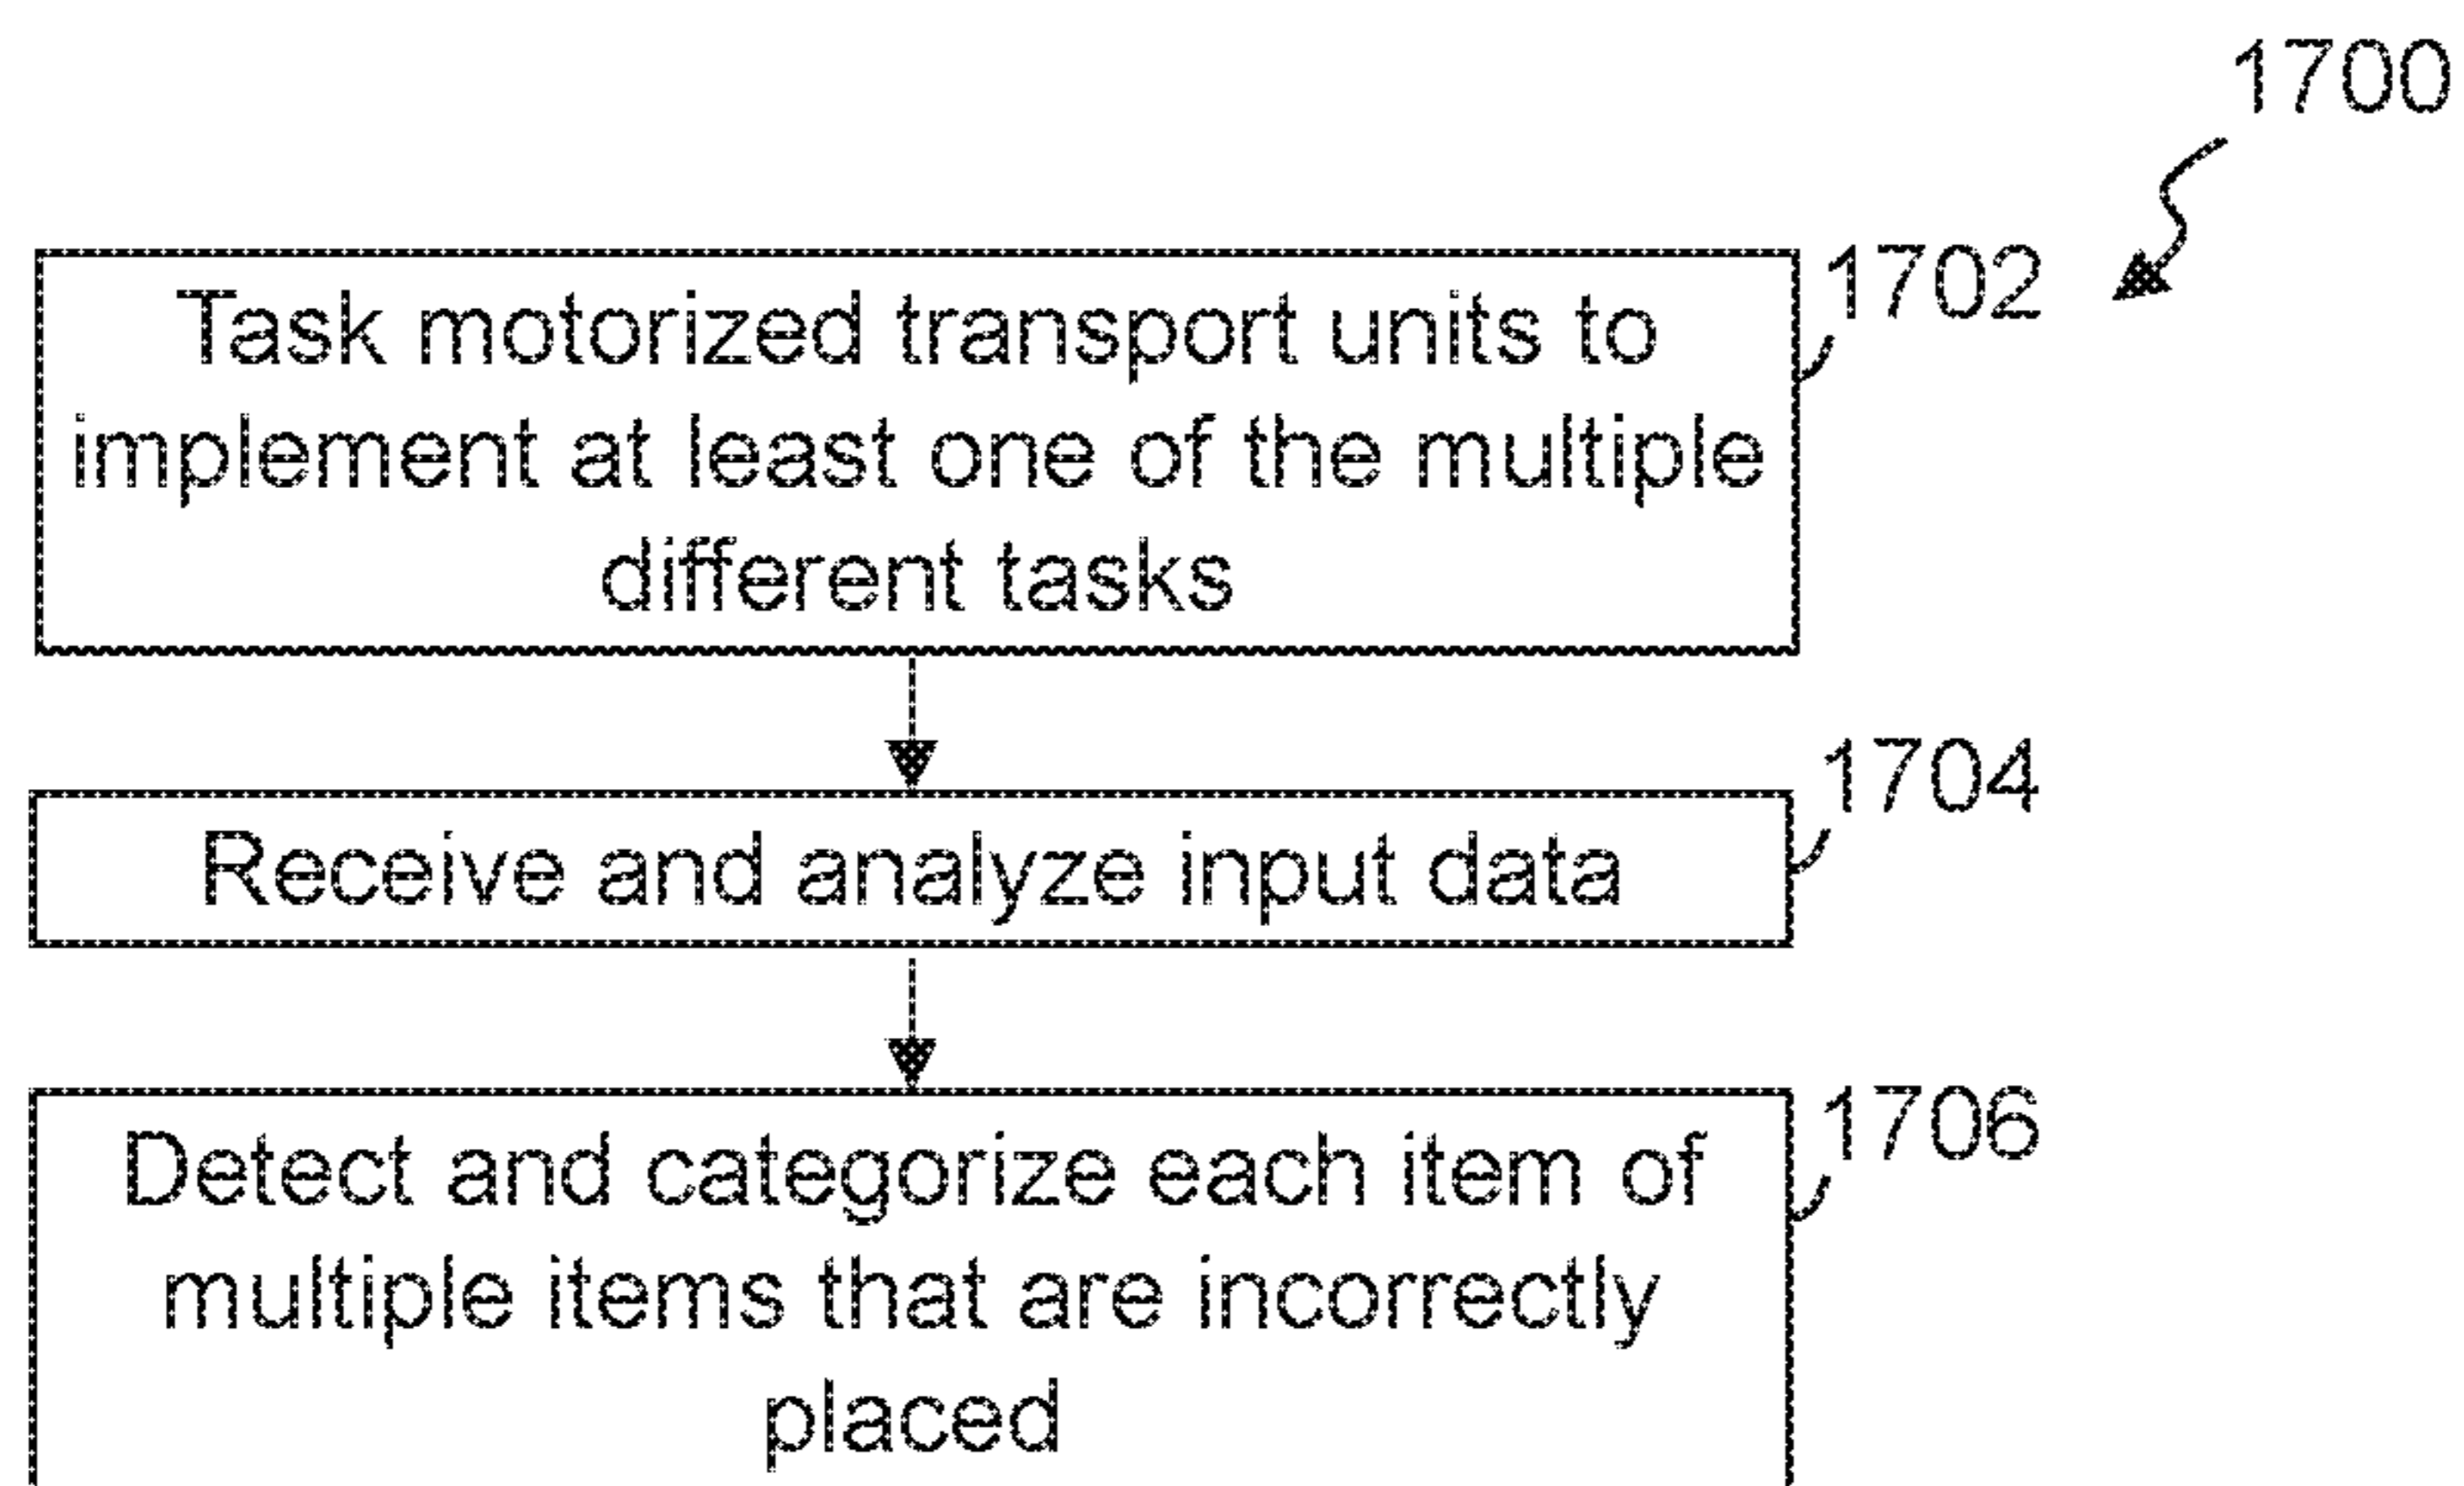 1700
1702
Task motorized transport units to
implement at least one of the multiple
different tasks
1704
Receive and analyze input data
1706
Detect and categorize each item of
multiple items that are incorrectly
placed